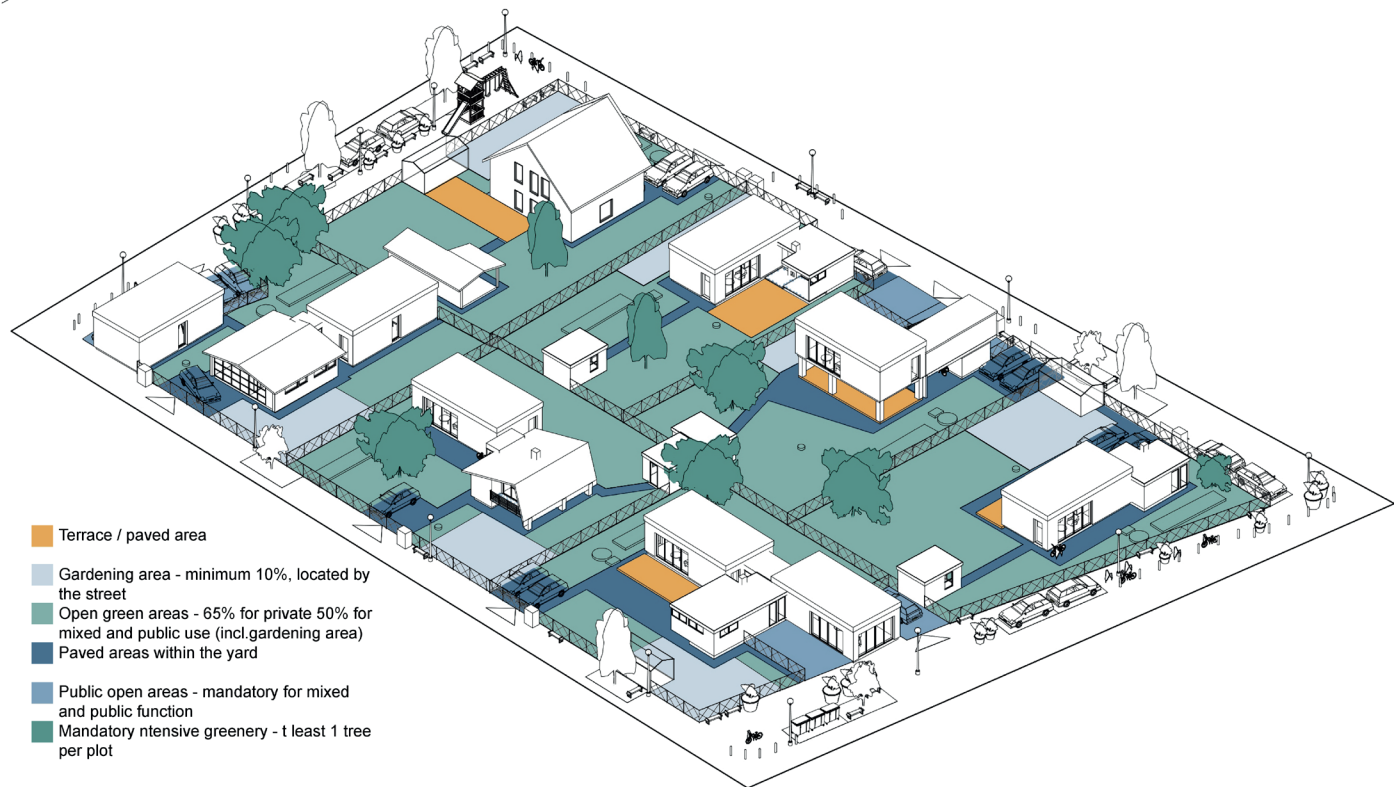 Terrace / paved area
Gardening area - minimum 10%, located by
the street
Open green areas - 65% for private 50% for
mixed and public use (incl.gardening area)
Paved areas within the yard
Public open areas - mandatory for mixed
and public function
Mandatory ntensive greenery - t least 1 tree
per plot